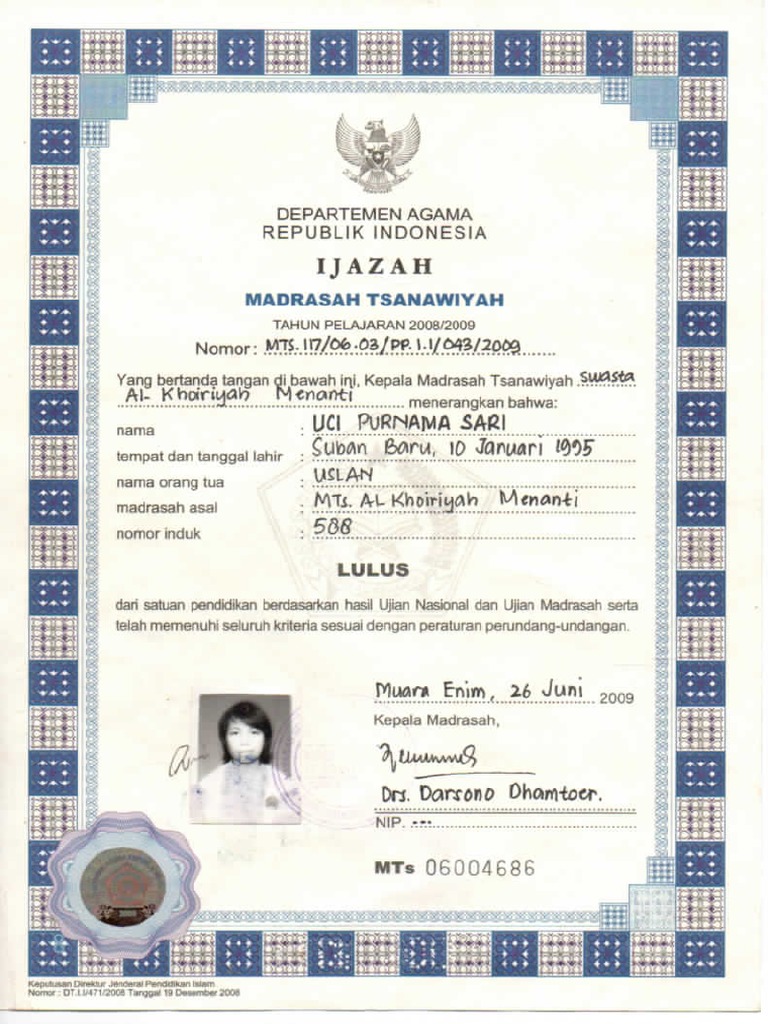 DEPARTEMEN AGAMA
REPUBLIK INDONESIA
IJAZAH
MADRASAH TSANAWIYAH
TAHUN PELAJARAN 2008/2009
Nomor : MTS.117/06.03/PP.1.1/043/2009
Yang bertanda tangan di bawah ini, Kepala Madrasah Tsanawiyah swasta
AL- Khoiriyah Menanti menerangkan bahwa:
nama : UCI PURNAMA SARI
tempat dan tanggal lahir : Suban Baru, 10 Januari 1995
nama orang tua : USLAN
madrasah asal : MTs. AL Khoiriyah Menanti
nomor induk : 588
LULUS
dari satuan pendidikan berdasarkan hasil Ujian Nasional dan Ujian Madrasah serta
telah memenuhi seluruh kriteria sesuai dengan peraturan perundang-undangan.
Muara Enim, 26 Juni 2009
Kepala Madrasah,
Drs. Darsono Dhamtoer.
NIP. ---
MTs 06004686
Keputusan Direktur Jenderal Pendidikan Islam
Nomor : DT.I.I/471/2008 Tanggal 19 Desember 2008